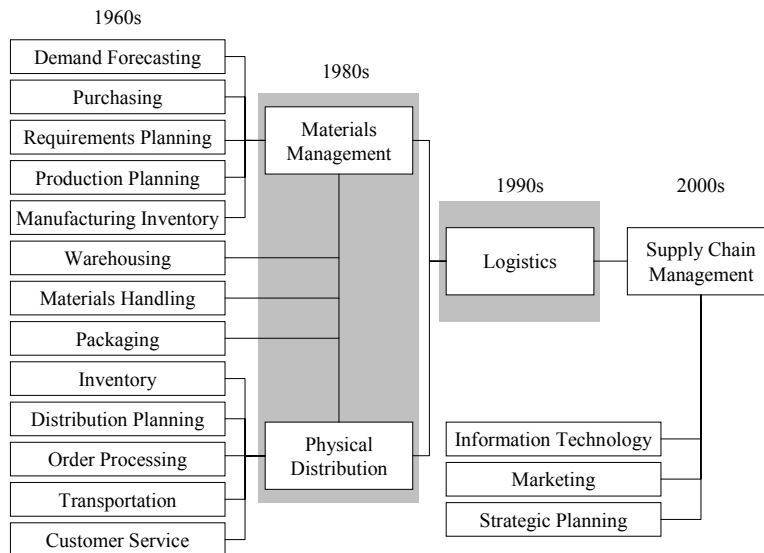 1960s
Demand Forecasting
Purchasing
Requirements Planning
Production Planning
Manufacturing Inventory
Warehousing
Materials Handling
Packaging
Inventory
Distribution Planning
Order Processing
Transportation
Customer Service
1980s
Materials
Management
Physical
Distribution
1990s
Logistics
2000s
Supply Chain
Management
Information Technology
Marketing
Strategic Planning